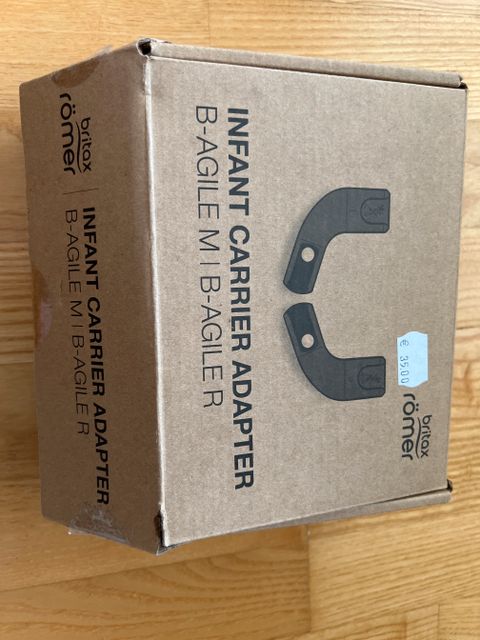 INFANT CARRIER ADAPTER
B-AGILE M | B-AGILE R
€ 35,00
britax
römer
britax
römer
INFANT CARRIER ADAPTER
B-AGILE M | B-AGILE R